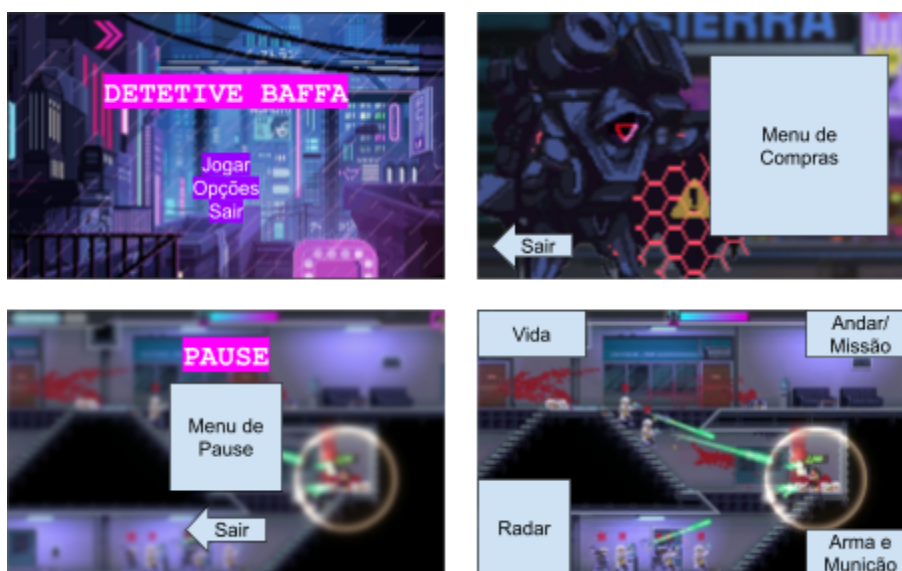 DETETIVE BAFFA
Jogar
Opções
Sair
SIERRA
Menu de
Compras
Sair
PAUSE
Menu de
Pause
Sair
Vida
Andar/
Missão
Radar
Arma e
Munição